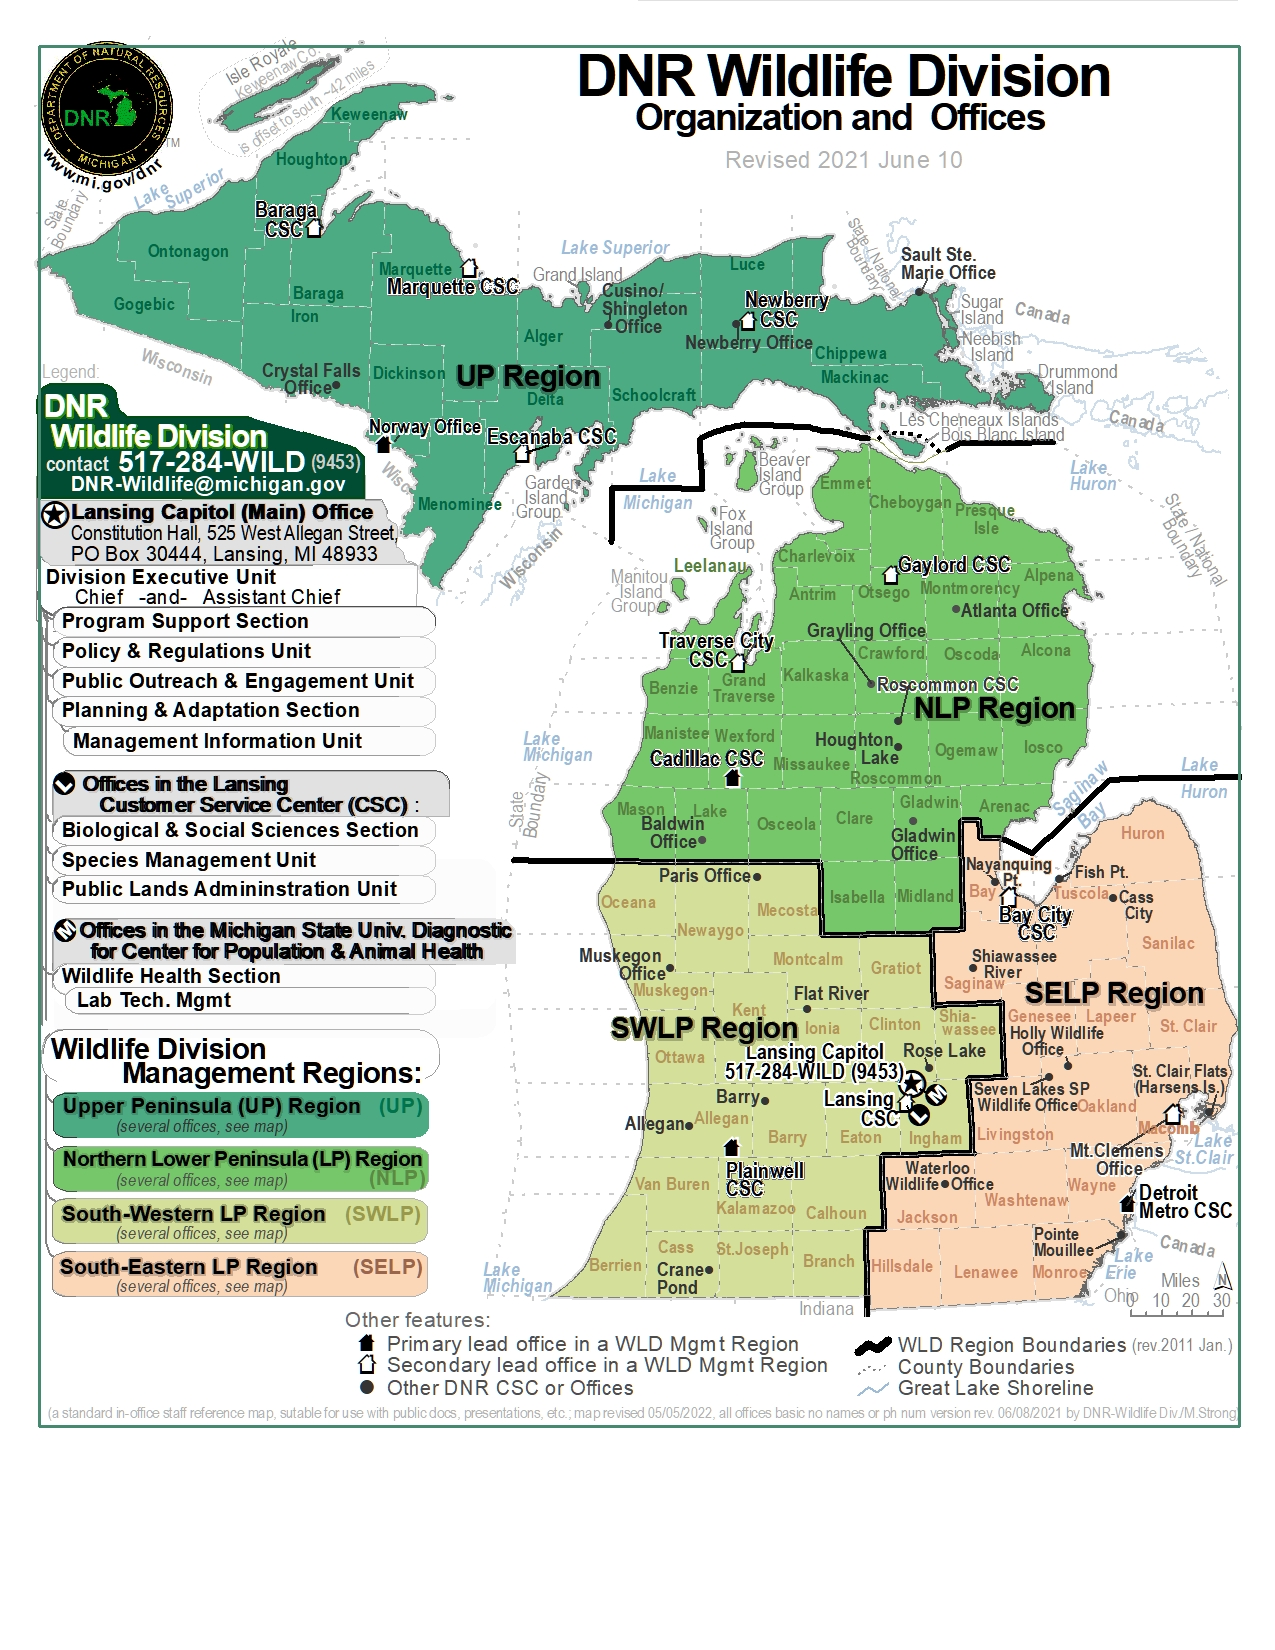 DNR Wildlife Division
Organization and Offices
Revised 2021 June 10
DEPARTMENT OF NATURAL RESOURCES
DNR
MICHIGAN
TM
www.mi.gov/dnr
Isle Royale
Keweenaw Co.
is offset to south ~42 miles
Keweenaw
Houghton
Lake Superior
State Boundary
Baraga CSC
Ontonagon
Gogebic
Baraga
Iron
Marquette
Marquette CSC
Lake Superior
Grand Island
Cusino/
Shingleton
Office
Alger
Luce
Newberry
CSC
Newberry Office
State / National
Boundary
Sault Ste.
Marie Office
Sugar
Island
Canada
Neebish
Island
Chippewa
Mackinac
Drummond
Island
Les Cheneaux Islands
Bois Blanc Island
Canada
Wisconsin
Crystal Falls
Office
Dickinson
UP Region
Delta
Schoolcraft
Norway Office
Escanaba CSC
Wisc
Menominee
Garden
Island
Group
Wisconsin
Lake
Michigan
Beaver
Island
Group
Fox
Island
Group
Lake
Huron
State / National
Boundary
Legend:
DNR
Wildlife Division
contact 517-284-WILD (9453)
DNR-Wildlife@michigan.gov
Lansing Capitol (Main) Office
Constitution Hall, 525 West Allegan Street,
PO Box 30444, Lansing, MI 48933
Division Executive Unit
Chief -and- Assistant Chief
Program Support Section
Policy & Regulations Unit
Public Outreach & Engagement Unit
Planning & Adaptation Section
Management Information Unit
Offices in the Lansing
Customer Service Center (CSC) :
Biological & Social Sciences Section
Species Management Unit
Public Lands Admininstration Unit
Offices in the Michigan State Univ. Diagnostic
for Center for Population & Animal Health
Wildlife Health Section
Lab Tech. Mgmt
Wildlife Division
Management Regions:
Upper Peninsula (UP) Region (UP)
(several offices, see map)
Northern Lower Peninsula (LP) Region
(several offices, see map) (NLP)
South-Western LP Region (SWLP)
(several offices, see map)
South-Eastern LP Region (SELP)
(several offices, see map)
Emmet
Cheboygan
Presque
Isle
Charlevoix
Leelanau
Manitou
Island
Group
Gaylord CSC
Antrim
Otsego
Montmorency
Alpena
Atlanta Office
Traverse City
CSC
Grayling Office
Crawford
Oscoda
Alcona
Benzie
Grand
Traverse
Kalkaska
Roscommon CSC
NLP Region
Manistee
Wexford
Cadillac CSC
Missaukee
Houghton
Lake
Roscommon
Ogemaw
Iosco
Lake
Michigan
State
Boundary
Lake
Huron
Saginaw
Bay
Mason
Lake
Baldwin
Office
Osceola
Clare
Gladwin
Gladwin
Office
Arenac
Huron
Paris Office
Isabella
Midland
Nayanquing
Pt.
Bay
Fish Pt.
Tuscola
Cass
City
Bay City
CSC
Sanilac
Oceana
Newaygo
Mecosta
Muskegon
Office
Muskegon
Montcalm
Gratiot
Shiawassee
River
Saginaw
SELP Region
SWLP Region
Kent
Flat River
Ionia
Clinton
Shia-
wassee
Genesee
Lapeer
St. Clair
Holly Wildlife
Office
Ottawa
Lansing Capitol
517-284-WILD (9453)
Rose Lake
Seven Lakes SP
Wildlife Office
Oakland
St. Clair Flats
(Harsens Is.)
Macomb
Lake
St.Clair
Barry
Allegan
Allegan
Lansing
CSC
Barry
Eaton
Ingham
Livingston
Mt.Clemens
Office
Van Buren
Plainwell
CSC
Kalamazoo
Calhoun
Waterloo
Wildlife Office
Jackson
Washtenaw
Wayne
Detroit
Metro CSC
Pointe
Mouillee
Berrien
Cass
St.Joseph
Crane
Pond
Branch
Hillsdale
Lenawee
Monroe
Lake
Erie
Canada
Lake
Michigan
Indiana
Ohio
Miles
N
0 10 20 30
Other features:
Primary lead office in a WLD Mgmt Region
Secondary lead office in a WLD Mgmt Region
Other DNR CSC or Offices
WLD Region Boundaries (rev.2011 Jan.)
County Boundaries
Great Lake Shoreline
(a standard in-office staff reference map, sutable for use with public docs, presentations, etc.; map revised 05/05/2022, all offices basic no names or ph num version rev. 06/08/2021 by DNR-Wildlife Div./M.Strong)